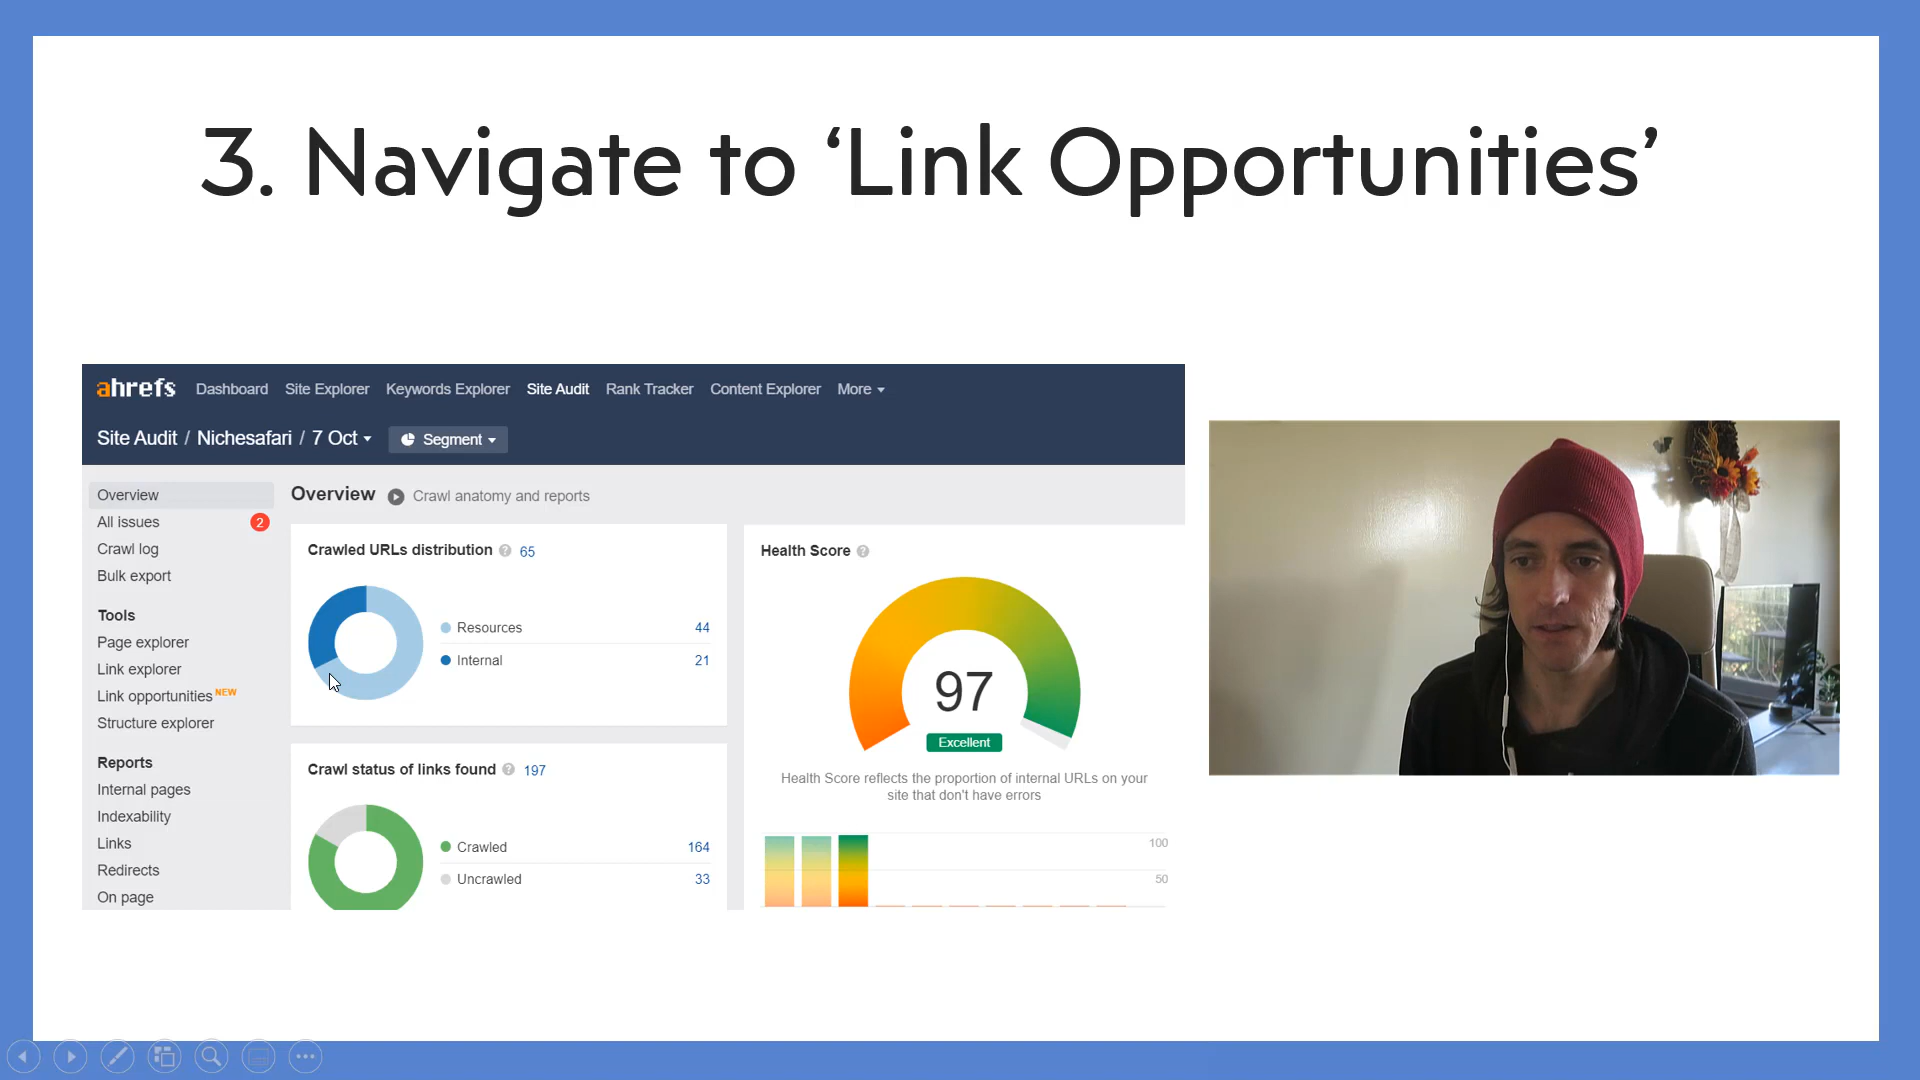 3. Navigate to ‘Link Opportunities’
ahrefs Dashboard Site Explorer Keywords Explorer Site Audit Rank Tracker Content Explorer More
Site Audit / Nichesafari / 7 Oct Segment
Overview
All issues 2
Crawl log
Bulk export
Tools
Page explorer
Link explorer
Link opportunities NEW
Structure explorer
Reports
Internal pages
Indexability
Links
Redirects
On page
Overview Crawl anatomy and reports
Crawled URLs distribution ? 65
Resources 44
Internal 21
Crawl status of links found ? 197
Crawled 164
Uncrawled 33
Health Score ?
97
Excellent
Health Score reflects the proportion of internal URLs on your
site that don't have errors
100
50